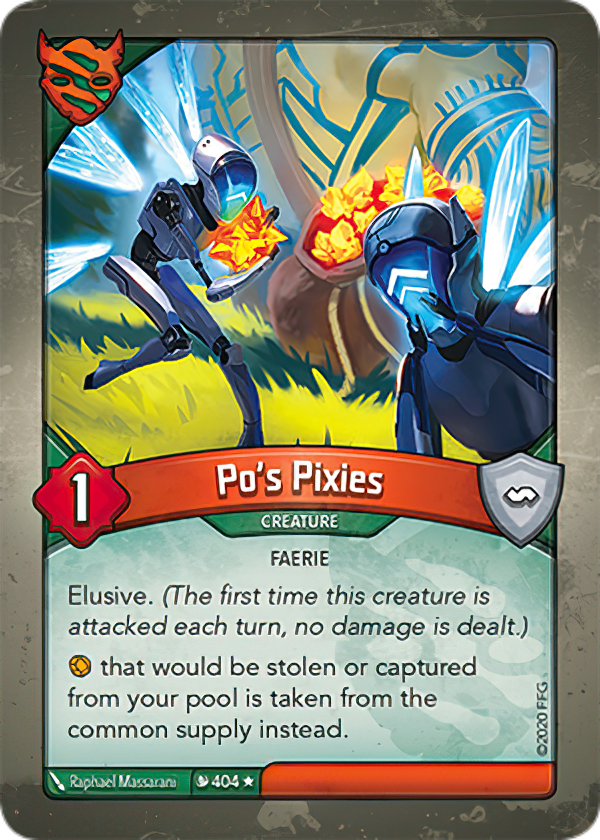 Po's Pixies
1
CREATURE
FAERIE
Elusive. (The first time this creature is
attacked each turn, no damage is dealt.)
that would be stolen or captured
from your pool is taken from the
common supply instead.
©2020 FFG
Raphael Massarani
404